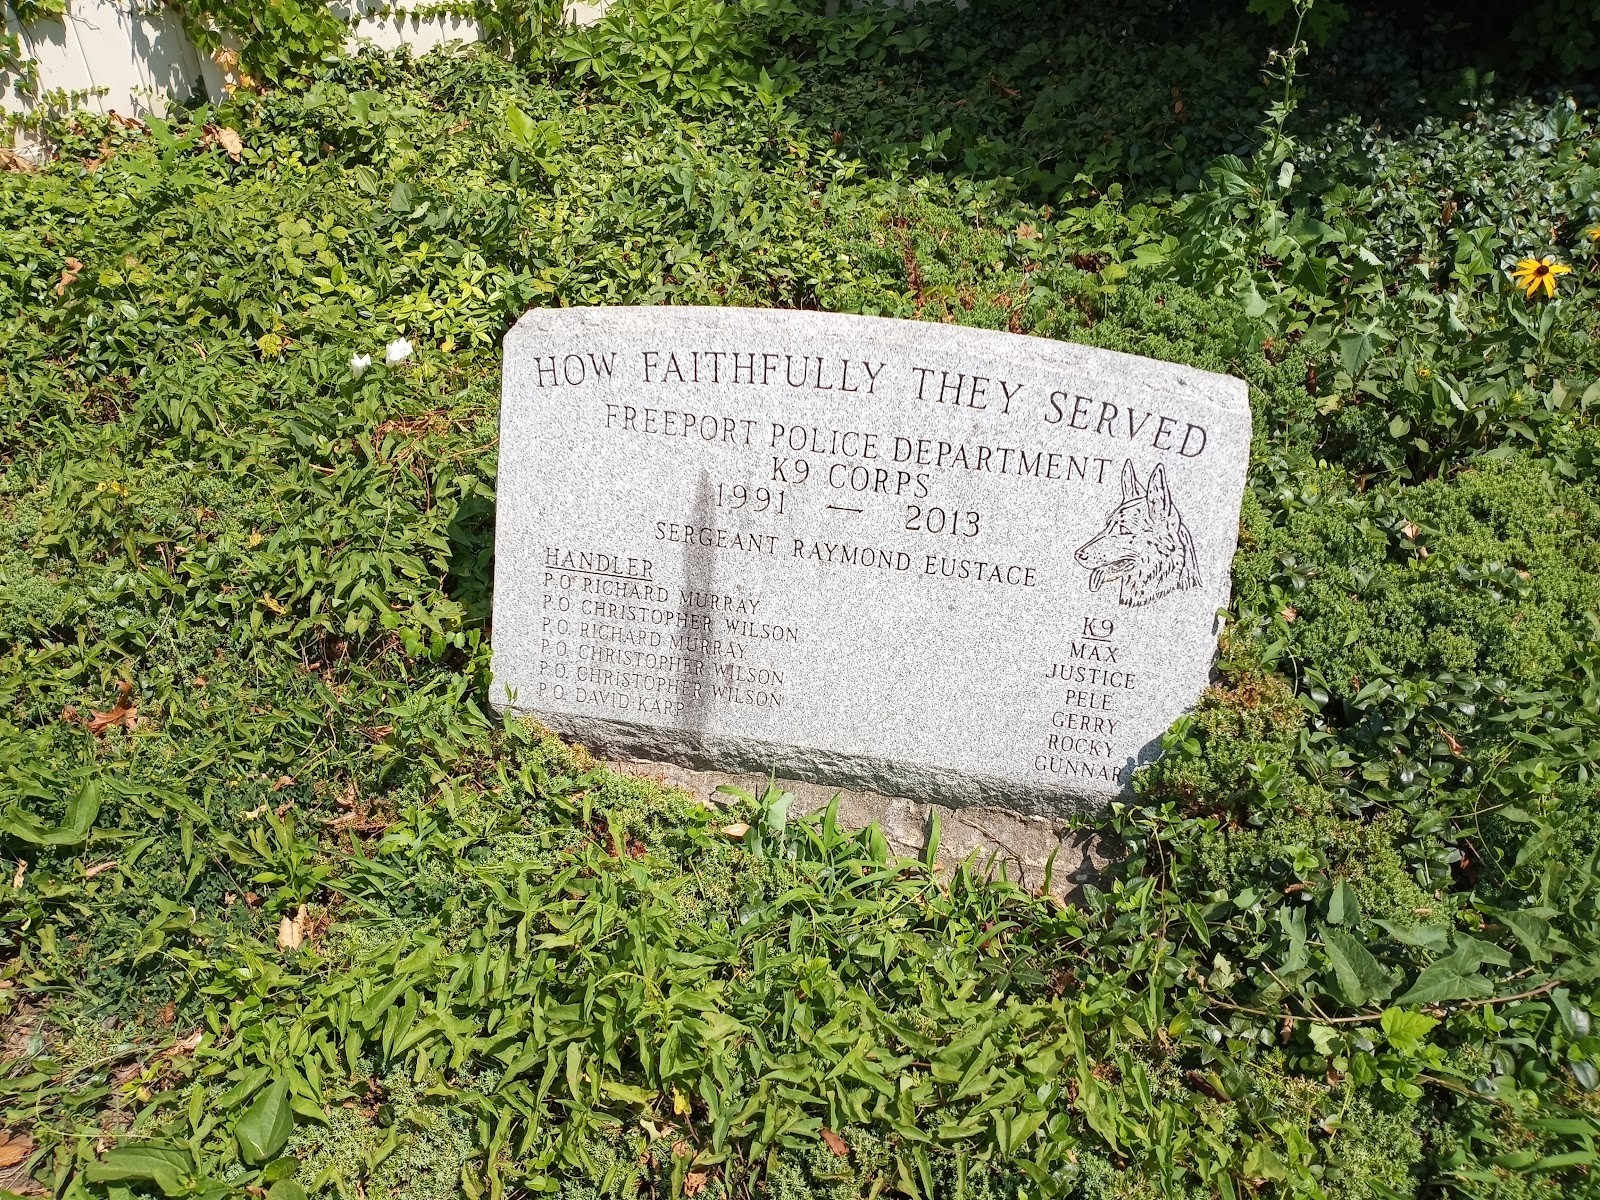 HOW FAITHFULLY THEY SERVED
FREEPORT POLICE DEPARTMENT
K9 CORPS
1991 — 2013
SERGEANT RAYMOND EUSTACE
HANDLER K9
P.O. RICHARD MURRAY MAX
P.O. CHRISTOPHER WILSON JUSTICE
P.O. RICHARD MURRAY PELE
P.O. CHRISTOPHER WILSON GERRY
P.O. CHRISTOPHER WILSON ROCKY
P.O. DAVID KARP GUNNAR